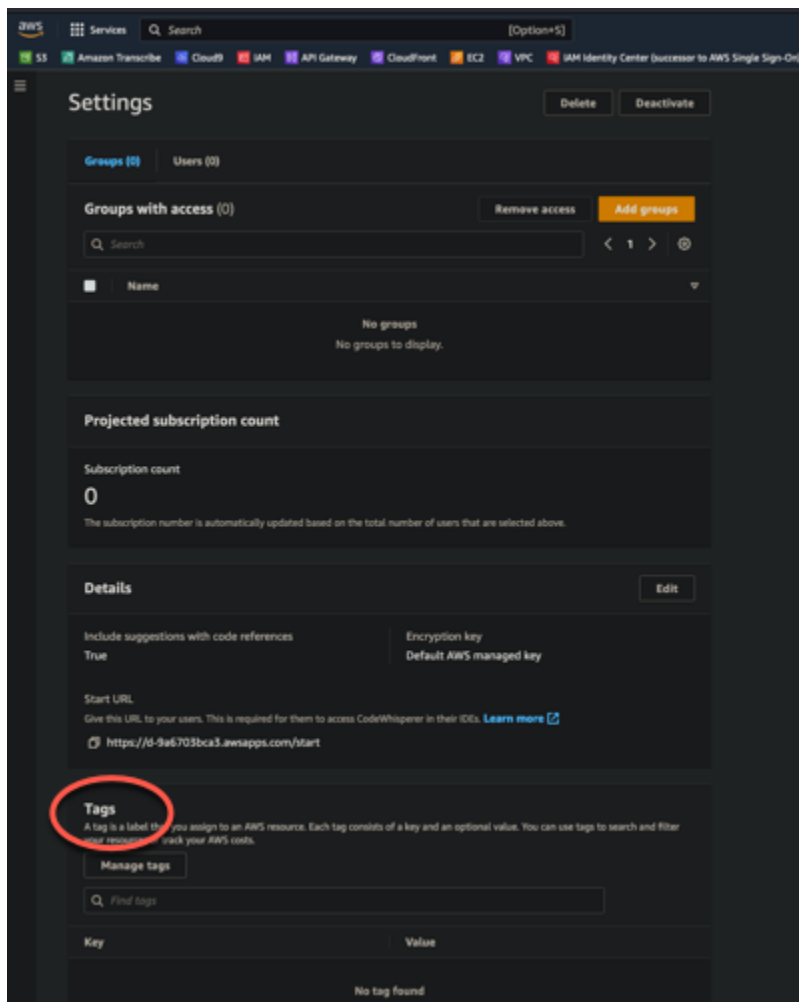 aws Services Search [Option+S]
S3 Amazon Transcribe Cloud9 IAM API Gateway CloudFront EC2 VPC IAM Identity Center (successor to AWS Single Sign-On)
Settings Delete Deactivate
Groups (0) Users (0)
Groups with access (0) Remove access Add groups
Search 1
Name
No groups
No groups to display.
Projected subscription count
Subscription count
0
The subscription number is automatically updated based on the total number of users that are selected above.
Details Edit
Include suggestions with code references Encryption key
True Default AWS managed key
Start URL
Give this URL to your users. This is required for them to access CodeWhisperer in their IDEs. Learn more
https://d-9a6703bca3.awsapps.com/start
Tags
A tag is a label that you assign to an AWS resource. Each tag consists of a key and an optional value. You can use tags to search and filter
your resources track your AWS costs.
Manage tags
Find tags
Key Value
No tag found